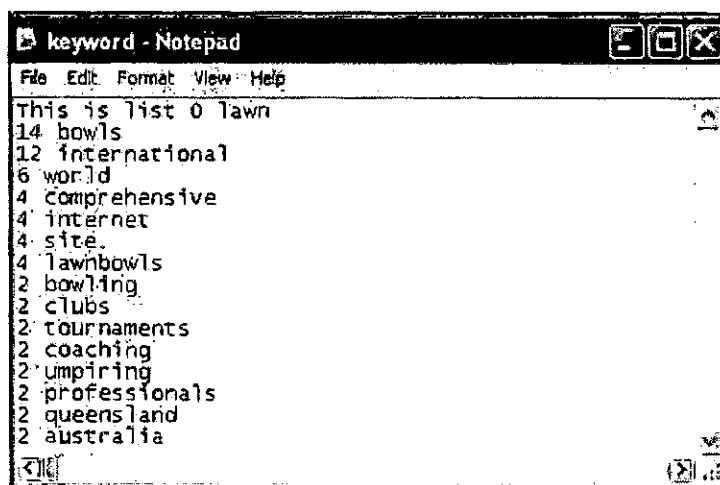 keyword - Notepad
File Edit Format View Help
This is list 0 lawn
14 bowls
12 international
6 world
4 comprehensive
4 internet
4 site.
4 lawnbowls
2 bowling
2 clubs
2 tournaments
2 coaching
2 umpiring
2 professionals
2 queensland
2 australia